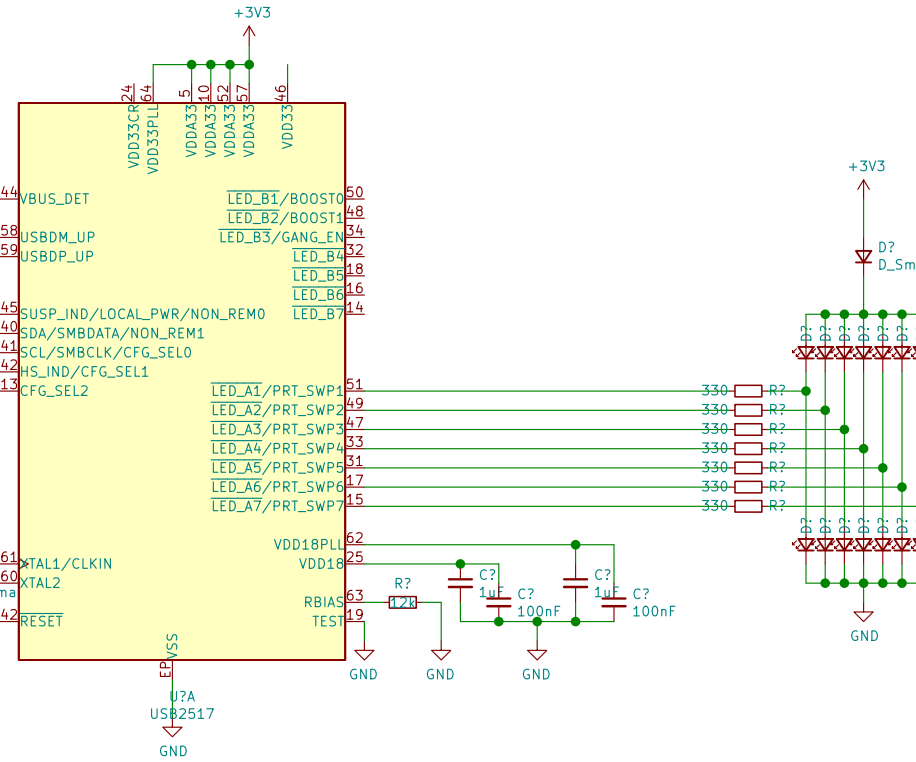 +3V3
24
64
5
10
52
57
46
VDD33CR
VDD33PLL
VDDA33
VDDA33
VDDA33
VDDA33
VDD33
+3V3
44 VBUS_DET
LED_B1/BOOST0 50
LED_B2/BOOST1 48
58 USBDM_UP
LED_B3/GANG_EN 34
59 USBDP_UP
LED_B4 32
D?
D_Sm
LED_B5 18
LED_B6 16
45 SUSP_IND/LOCAL_PWR/NON_REM0
LED_B7 14
40 SDA/SMBDATA/NON_REM1
D? D? D? D? D? D?
41 SCL/SMBCLK/CFG_SEL0
42 HS_IND/CFG_SEL1
13 CFG_SEL2
LED_A1/PRT_SWP1 51 330 R?
LED_A2/PRT_SWP2 49 330 R?
LED_A3/PRT_SWP3 47 330 R?
LED_A4/PRT_SWP4 33 330 R?
LED_A5/PRT_SWP5 31 330 R?
LED_A6/PRT_SWP6 17 330 R?
LED_A7/PRT_SWP7 15 330 R?
D? D? D? D? D? D?
VDD18PLL 62
61 XTAL1/CLKIN
VDD18 25
60 XTAL2
R?
12k
C?
1uF
C?
100nF
C?
1uF
C?
100nF
ma
RBIAS 63
42 RESET
TEST 19
GND
VSS
EP
GND
GND
GND
U?A
USB2517
GND